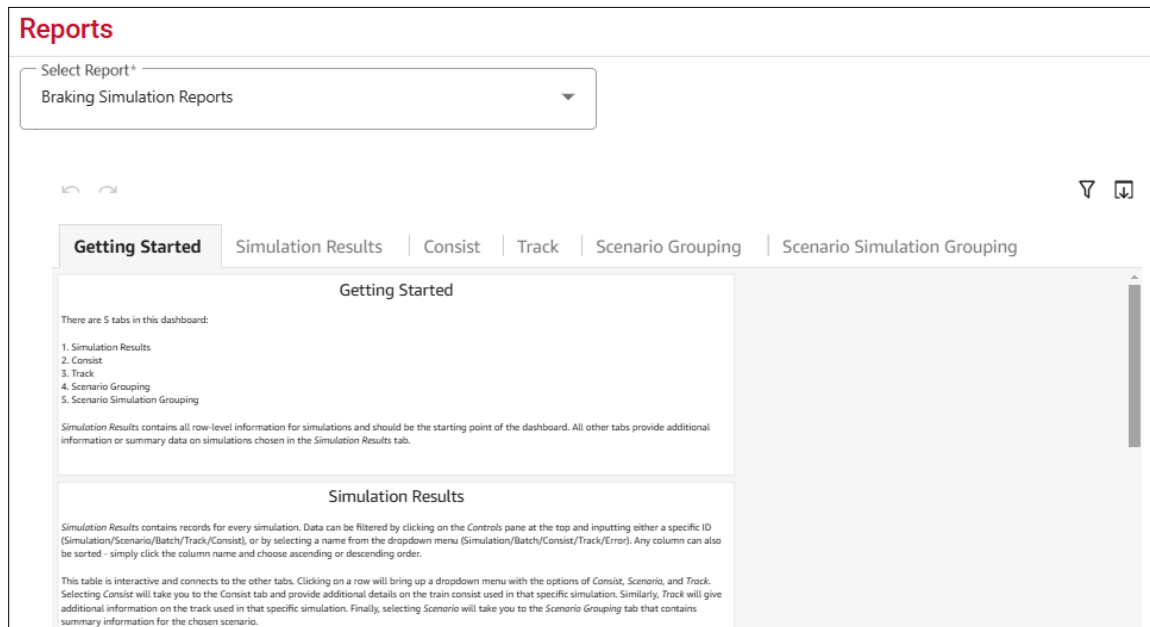 Reports
Select Report*
Braking Simulation Reports
Getting Started
Simulation Results
Consist
Track
Scenario Grouping
Scenario Simulation Grouping
Getting Started
There are 5 tabs in this dashboard:
1. Simulation Results
2. Consist
3. Track
4. Scenario Grouping
5. Scenario Simulation Grouping
Simulation Results contains all row-level information for simulations and should be the starting point of the dashboard. All other tabs provide additional
information or summary data on simulations chosen in the Simulation Results tab.
Simulation Results
Simulation Results contains records for every simulation. Data can be filtered by clicking on the Controls pane at the top and inputting either a specific ID
(Simulation/Scenario/Batch/Track/Consist), or by selecting a name from the dropdown menu (Simulation/Batch/Consist/Track/Error). Any column can also
be sorted - simply click the column name and choose ascending or descending order.
This table is interactive and connects to the other tabs. Clicking on a row will bring up a dropdown menu with the options of Consist, Scenario, and Track.
Selecting Consist will take you to the Consist tab and provide additional details on the train consist used in that specific simulation. Similarly, Track will give
additional information on the track used in that specific simulation. Finally, selecting Scenario will take you to the Scenario Grouping tab that contains
summary information for the chosen scenario.